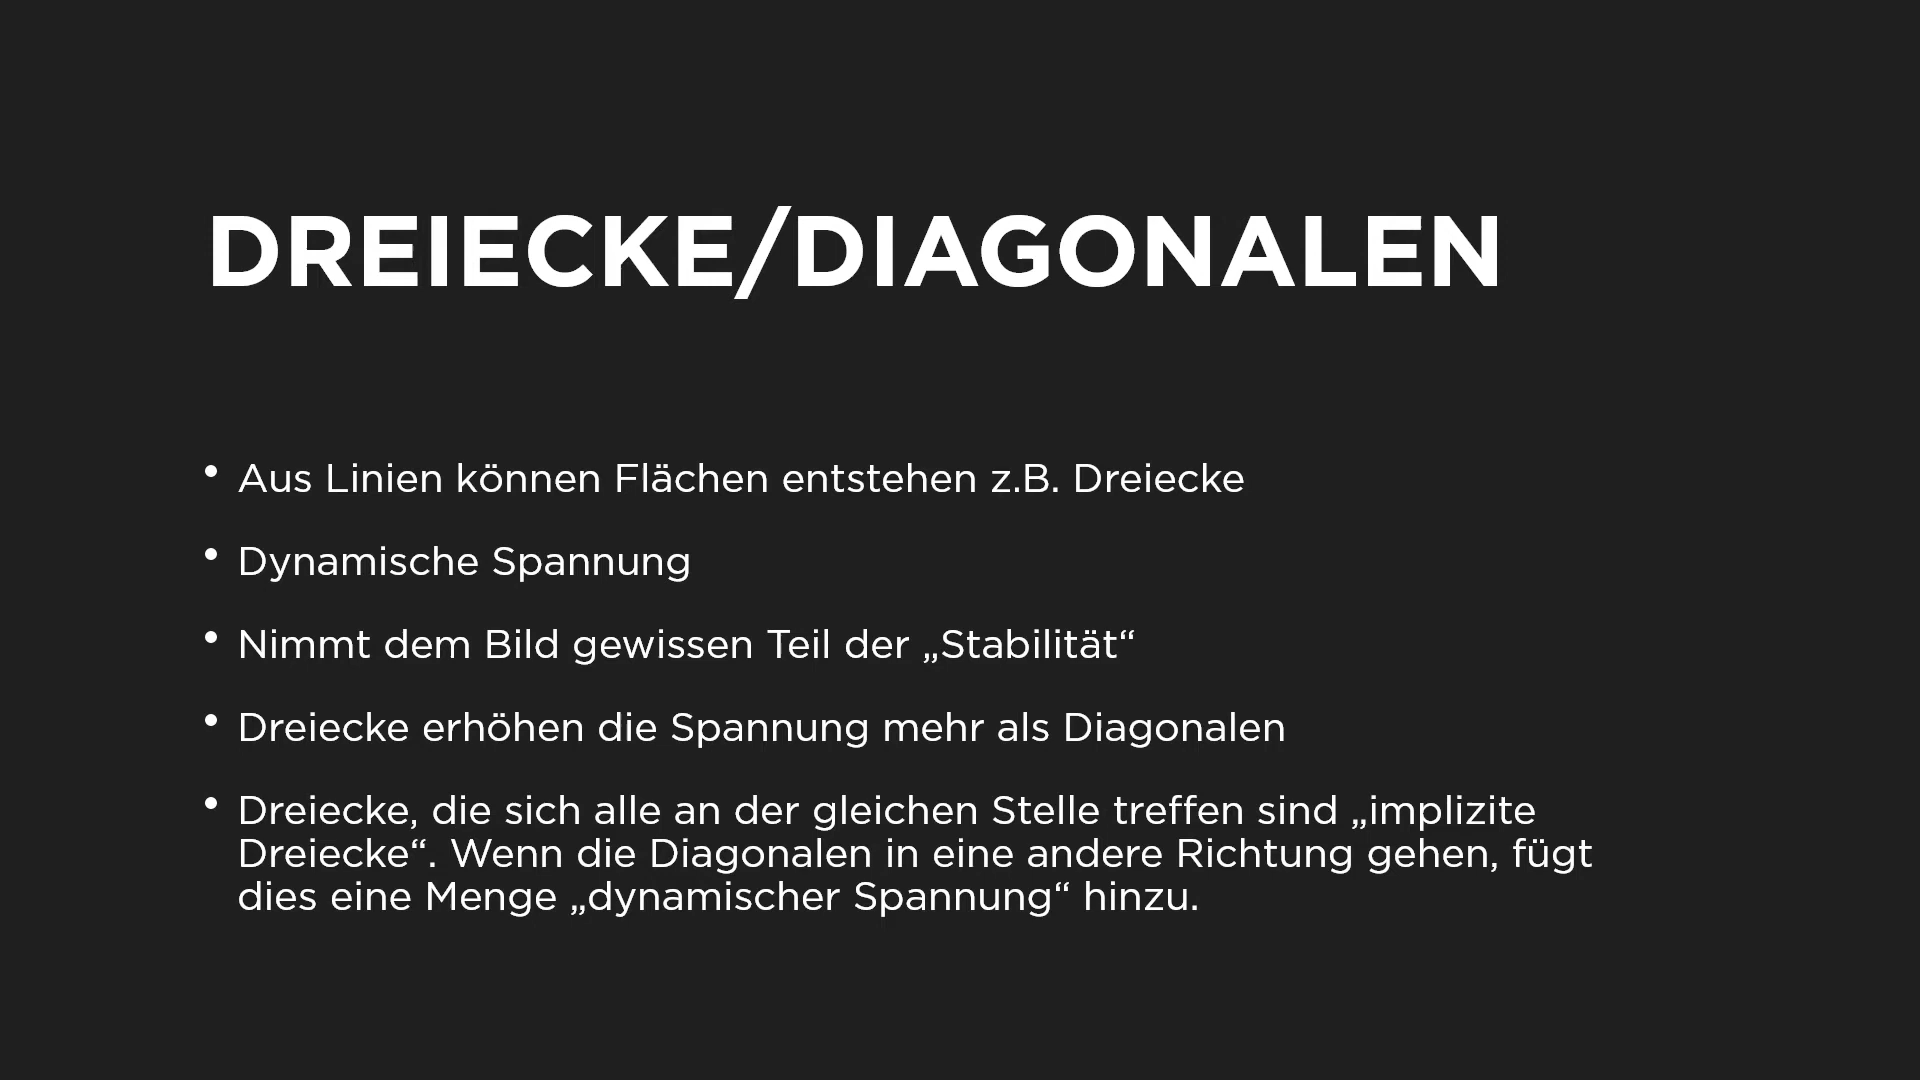 DREIECKE/DIAGONALEN
• Aus Linien können Flächen entstehen z.B. Dreiecke
• Dynamische Spannung
• Nimmt dem Bild gewissen Teil der „Stabilität“
• Dreiecke erhöhen die Spannung mehr als Diagonalen
• Dreiecke, die sich alle an der gleichen Stelle treffen sind „implizite
Dreiecke“. Wenn die Diagonalen in eine andere Richtung gehen, fügt
dies eine Menge „dynamischer Spannung“ hinzu.